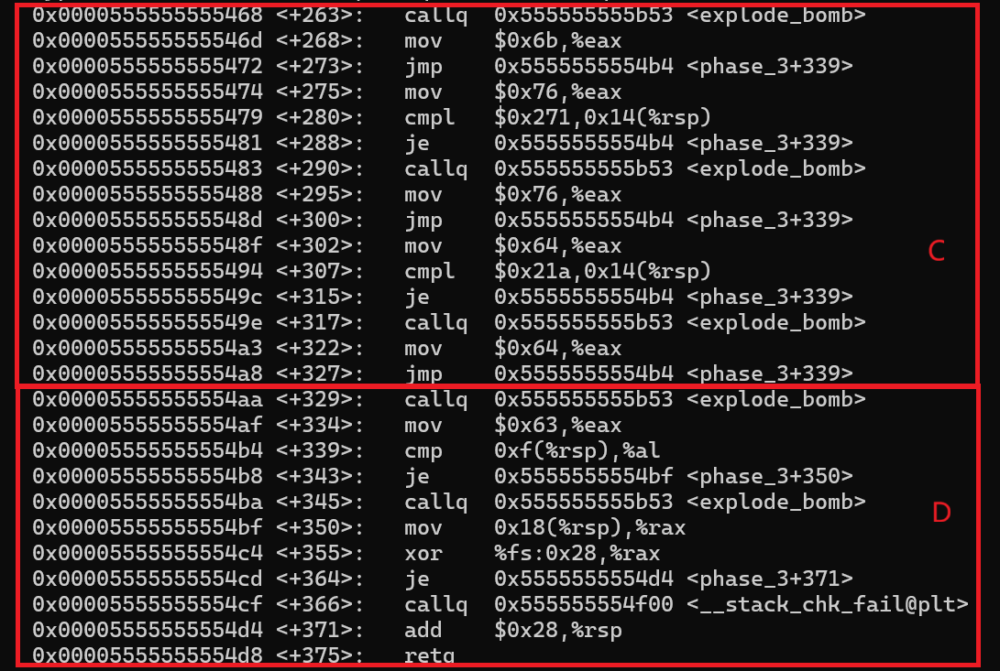 0x0000555555555468 <+263>: callq 0x555555555b53 <explode_bomb>
0x000055555555546d <+268>: mov $0x6b,%eax
0x0000555555555472 <+273>: jmp 0x5555555554b4 <phase_3+339>
0x0000555555555474 <+275>: mov $0x76,%eax
0x0000555555555479 <+280>: cmpl $0x271,0x14(%rsp)
0x0000555555555481 <+288>: je 0x5555555554b4 <phase_3+339>
0x0000555555555483 <+290>: callq 0x555555555b53 <explode_bomb>
0x0000555555555488 <+295>: mov $0x76,%eax
0x000055555555548d <+300>: jmp 0x5555555554b4 <phase_3+339>
0x000055555555548f <+302>: mov $0x64,%eax
C
0x0000555555555494 <+307>: cmpl $0x21a,0x14(%rsp)
0x000055555555549c <+315>: je 0x5555555554b4 <phase_3+339>
0x000055555555549e <+317>: callq 0x555555555b53 <explode_bomb>
0x00005555555554a3 <+322>: mov $0x64,%eax
0x00005555555554a8 <+327>: jmp 0x5555555554b4 <phase_3+339>
0x00005555555554aa <+329>: callq 0x555555555b53 <explode_bomb>
0x00005555555554af <+334>: mov $0x63,%eax
0x00005555555554b4 <+339>: cmp 0xf(%rsp),%al
0x00005555555554b8 <+343>: je 0x5555555554bf <phase_3+350>
0x00005555555554ba <+345>: callq 0x555555555b53 <explode_bomb>
D
0x00005555555554bf <+350>: mov 0x18(%rsp),%rax
0x00005555555554c4 <+355>: xor %fs:0x28,%rax
0x00005555555554cd <+364>: je 0x5555555554d4 <phase_3+371>
0x00005555555554cf <+366>: callq 0x555555554f00 <__stack_chk_fail@plt>
0x00005555555554d4 <+371>: add $0x28,%rsp
0x00005555555554d8 <+375>: retq